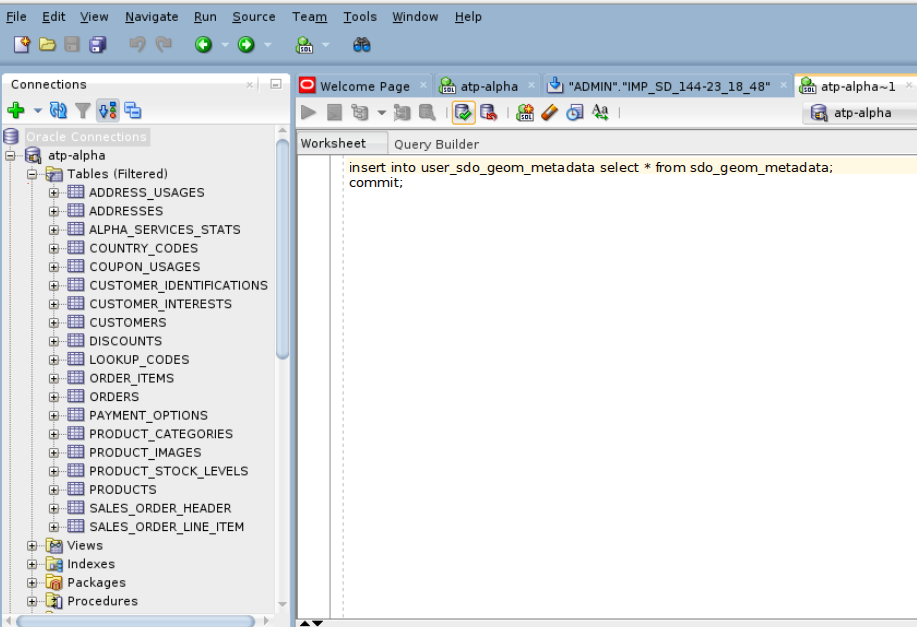 File Edit View Navigate Run Source Team Tools Window Help
Connections
Welcome Page
atp-alpha
"ADMIN"."IMP_SD_144-23_18_48"
atp-alpha~1
atp-alpha
Worksheet Query Builder
Oracle Connections
atp-alpha
Tables (Filtered)
ADDRESS_USAGES
ADDRESSES
ALPHA_SERVICES_STATS
COUNTRY_CODES
COUPON_USAGES
CUSTOMER_IDENTIFICATIONS
CUSTOMER_INTERESTS
CUSTOMERS
DISCOUNTS
LOOKUP_CODES
ORDER_ITEMS
ORDERS
PAYMENT_OPTIONS
PRODUCT_CATEGORIES
PRODUCT_IMAGES
PRODUCT_STOCK_LEVELS
PRODUCTS
SALES_ORDER_HEADER
SALES_ORDER_LINE_ITEM
Views
Indexes
Packages
Procedures
insert into user_sdo_geom_metadata select * from sdo_geom_metadata;
commit;